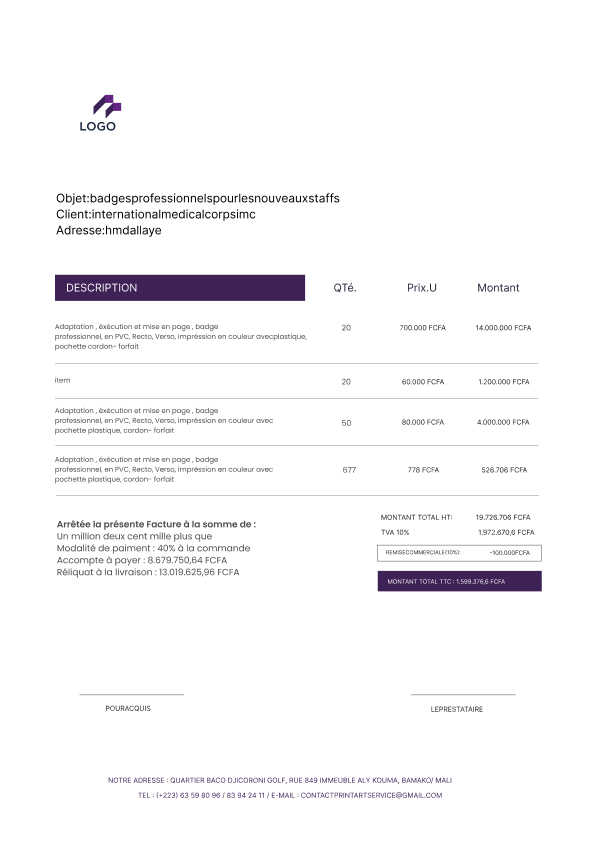 LOGO
Objet:badgesprofessionnelspourlesnouveauxstaffs
Client:internationalmedicalcorpsimc
Adresse:hmdallaye
DESCRIPTION QTé. Prix.U Montant
Adaptation , éxécution et mise en page , badge
professionnel, en PVC, Recto, Verso, impréssion en couleur avecplastique,
pochette cordon- forfait
20 700.000 FCFA 14.000.000 FCFA
item 20 60.000 FCFA 1.200.000 FCFA
Adaptation , éxécution et mise en page , badge
professionnel, en PVC, Recto, Verso, impréssion en couleur avec
pochette plastique, cordon- forfait
50 80.000 FCFA 4.000.000 FCFA
Adaptation , éxécution et mise en page , badge
professionnel, en PVC, Recto, Verso, impréssion en couleur avec
pochette plastique, cordon- forfait
677 778 FCFA 526.706 FCFA
Arrêtée la présente Facture à la somme de :
Un million deux cent mille plus que
Modalité de paiment : 40% à la commande
Accompte à payer : 8.679.750,64 FCFA
Réliquat à la livraison : 13.019.625,96 FCFA
MONTANT TOTAL HT: 19.726.706 FCFA
TVA 10% 1.972.670,6 FCFA
REMISECOMMERCIALE(10%): -100.000FCFA
MONTANT TOTAL TTC : 1.599.376,6 FCFA
POURACQUIS
LEPRESTATAIRE
NOTRE ADRESSE : QUARTIER BACO DJICORONI GOLF, RUE 849 IMMEUBLE ALY KOUMA, BAMAKO/ MALI
TEL : (+223) 63 59 80 96 / 83 94 24 11 / E-MAIL : CONTACTPRINTARTSERVICE@GMAIL.COM